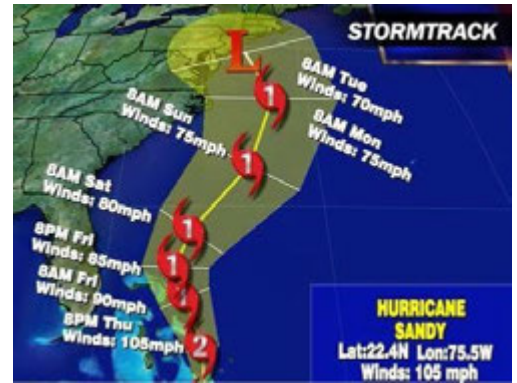 STORMTRACK
L
8AM Tue
Winds: 70mph
1
8AM Mon
Winds: 75mph
8AM Sun
Winds: 75mph
1
8AM Sat
Winds: 80mph
1
8PM Fri
Winds: 85mph
1
8AM Fri
Winds: 90mph
1
8PM Thu
Winds: 105mph
2
HURRICANE
SANDY
Lat:22.4N Lon:75.5W
Winds: 105 mph